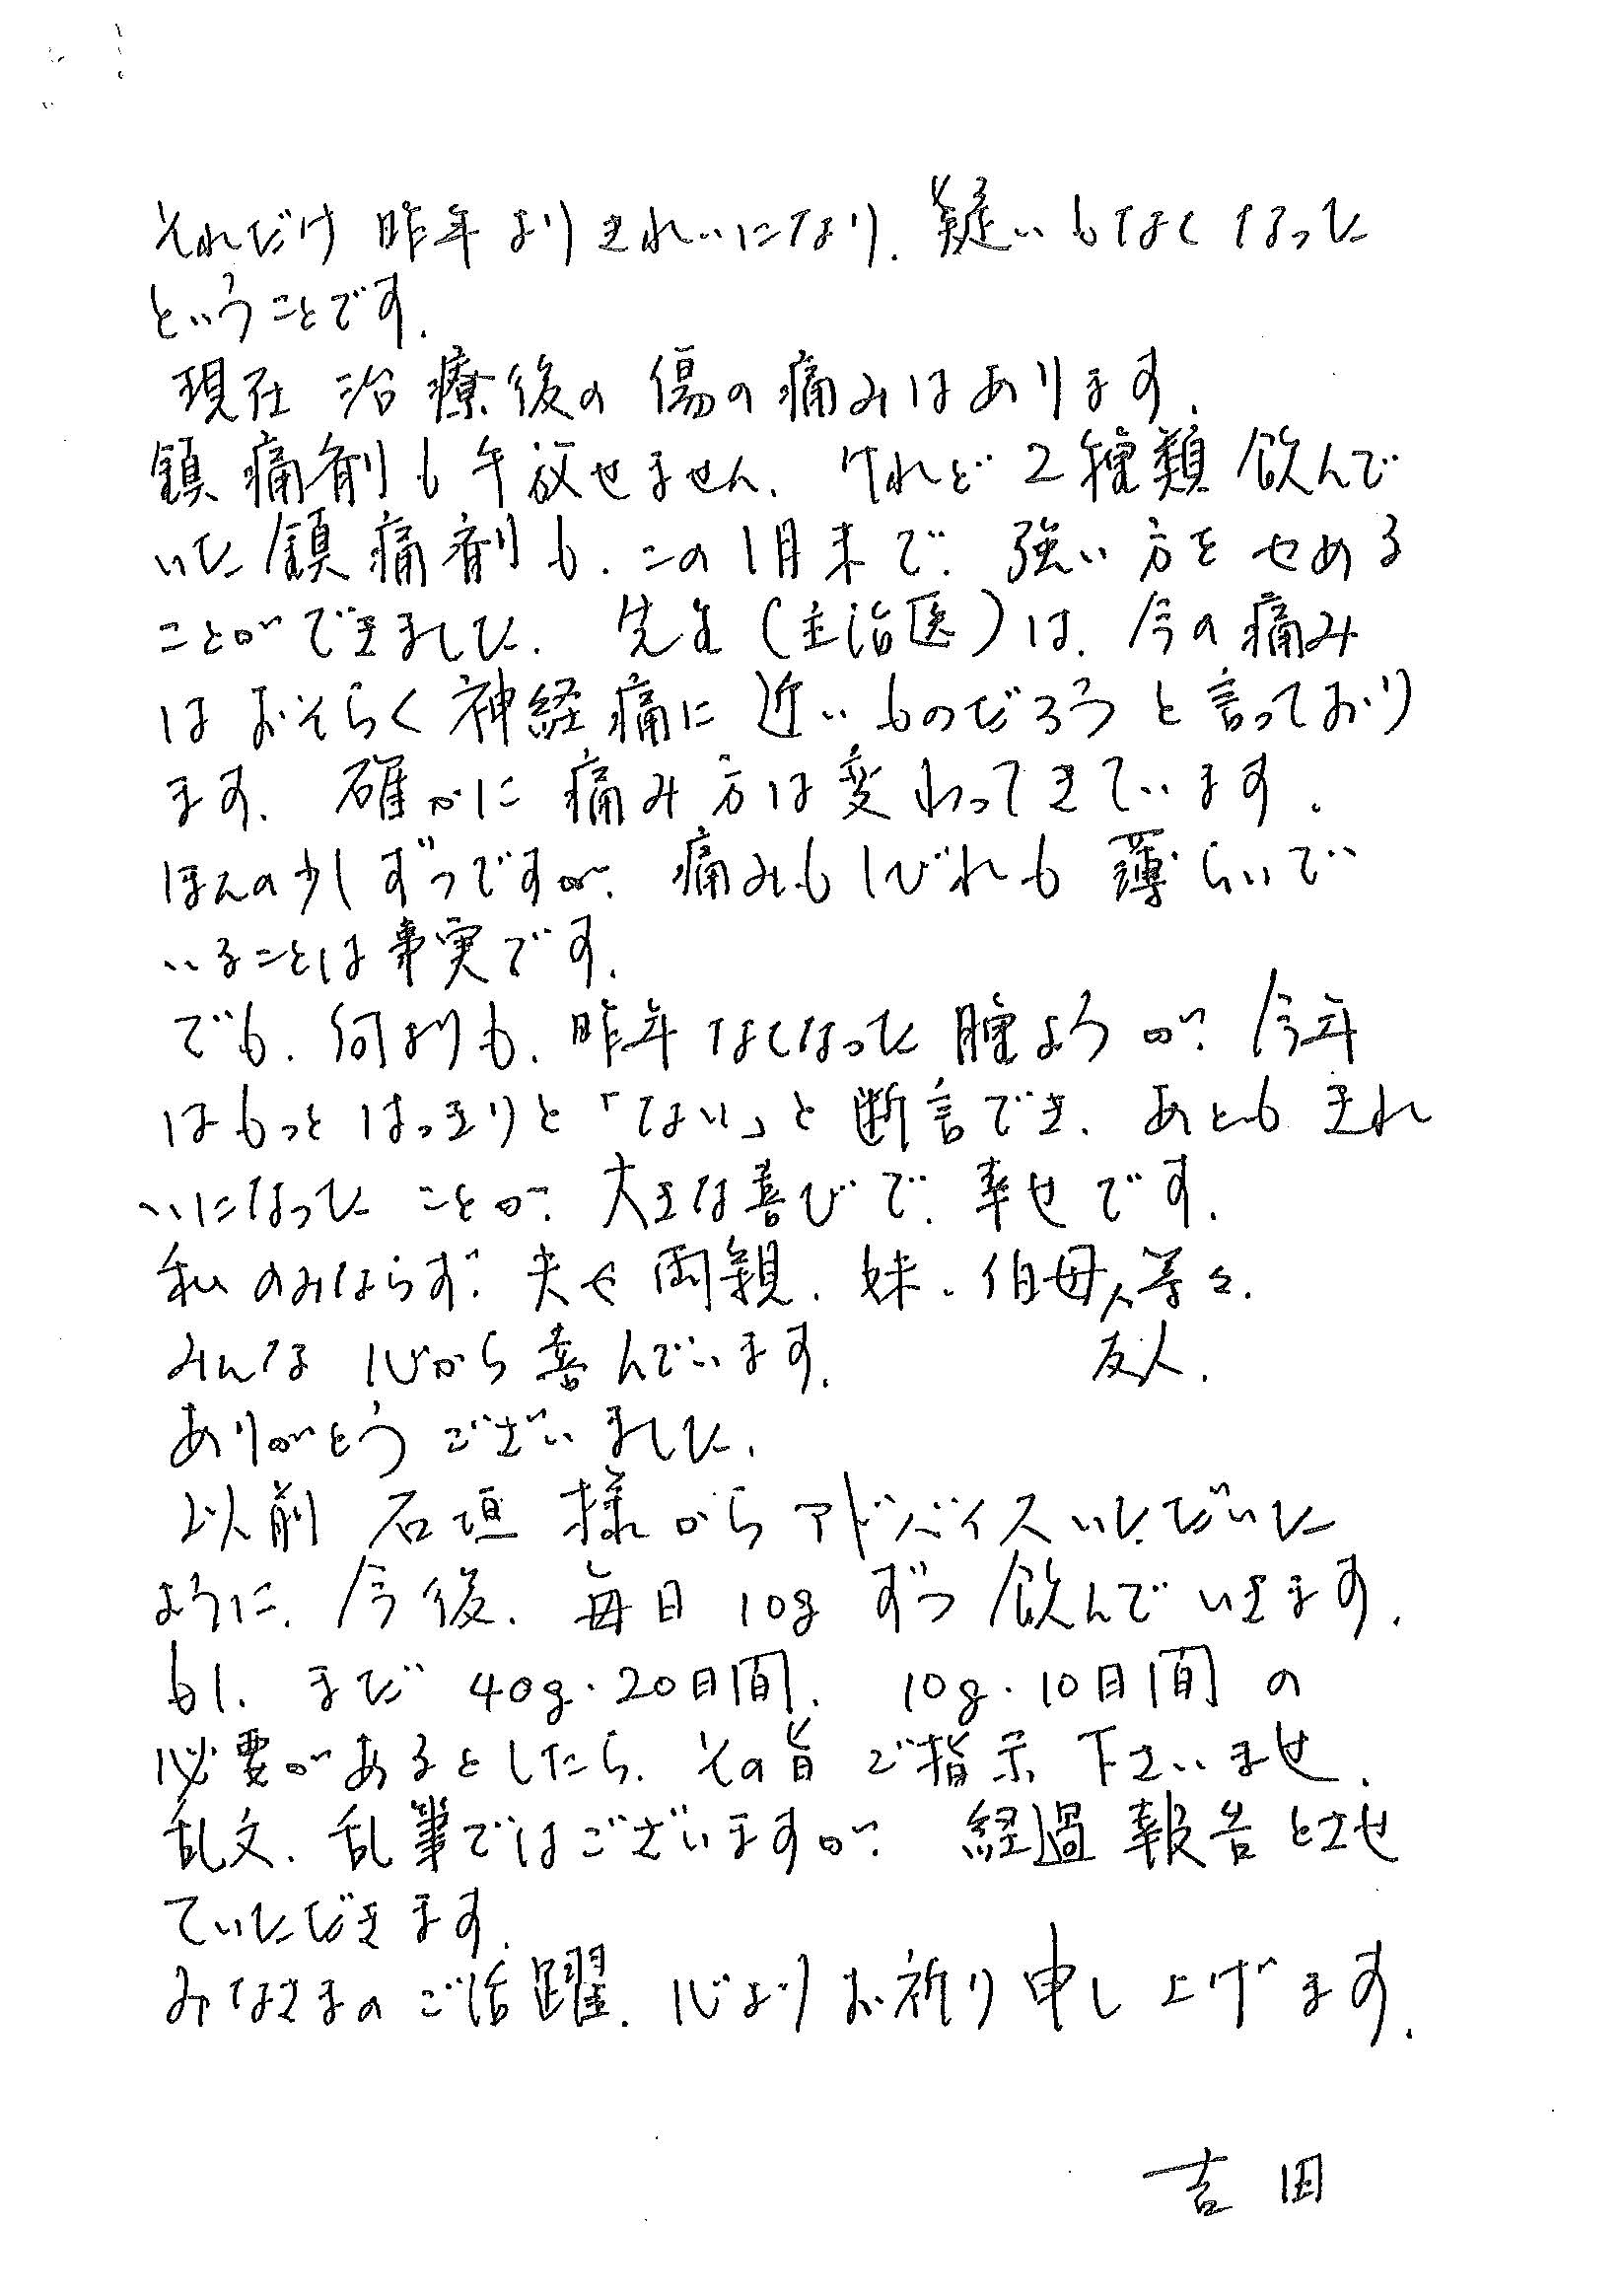 それだけ昨年よりきれいになり、疑いもなくなった
ということです。
現在治療後の傷の痛みはあります。
鎮痛剤も手放せません。けれど2種類飲んで
いた鎮痛剤も、この1月末で、強い方をやめる
ことができました。先生(主治医)は、今の痛み
はおそらく神経痛に近いものだろうと言っており
ます。確かに痛み方は変わってきています。
ほんの少しずつですが、痛みもしびれも薄らいで
いることは事実です。
でも、何よりも、昨年なくなった腫ようが、今年
はもっとはっきりと「ない」と断言でき、あともきれ
いになったことが、大きな喜びで、幸せです。
私のみならず、夫や両親、妹、伯母、友人、等々、
みんな心から喜んでいます。
ありがとうございました。
以前石垣様からアドバイスいただいた
ように、今後、毎日10gずつ飲んでいきます。
もし、まだ40g・20日間、10g・10日間の
必要があるとしたら、その旨ご指示下さいませ。
乱文、乱筆ではございますが、経過報告とさせ
ていただきます。
みなさまのご活躍、心よりお祈り申し上げます。
吉田